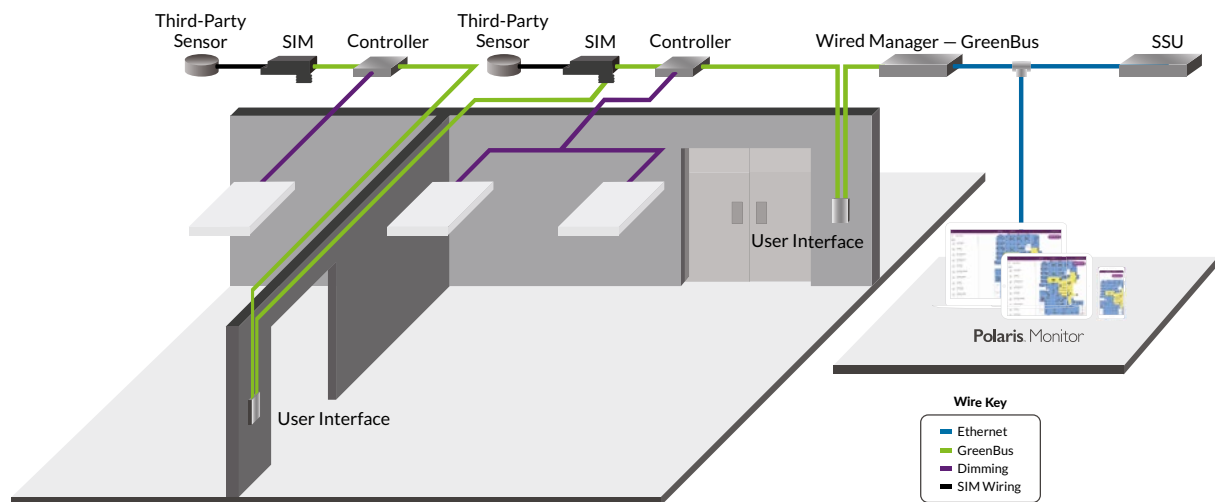 Third-Party
Sensor
SIM
Controller
Third-Party
Sensor
SIM
Controller
Wired Manager — GreenBus
SSU
User Interface
User Interface
Polaris. Monitor
Wire Key
Ethernet
GreenBus
Dimming
SIM Wiring